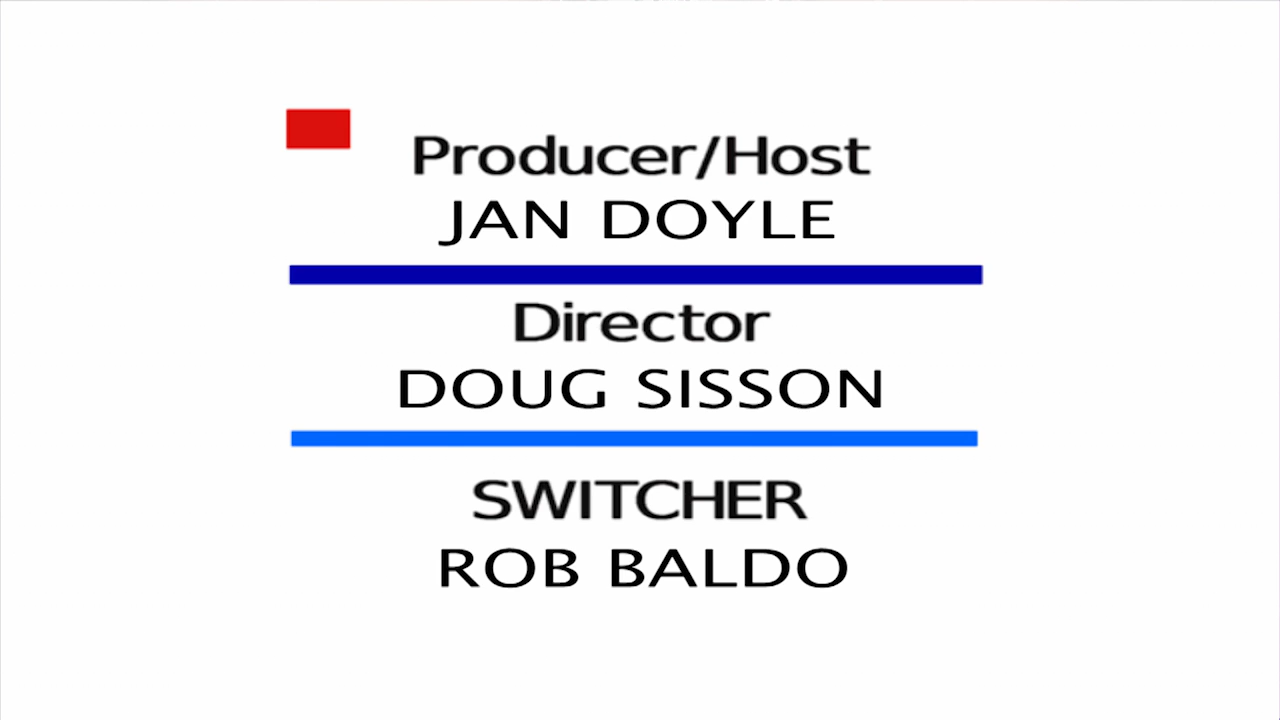 Producer/Host
JAN DOYLE
Director
DOUG SISSON
SWITCHER
ROB BALDO